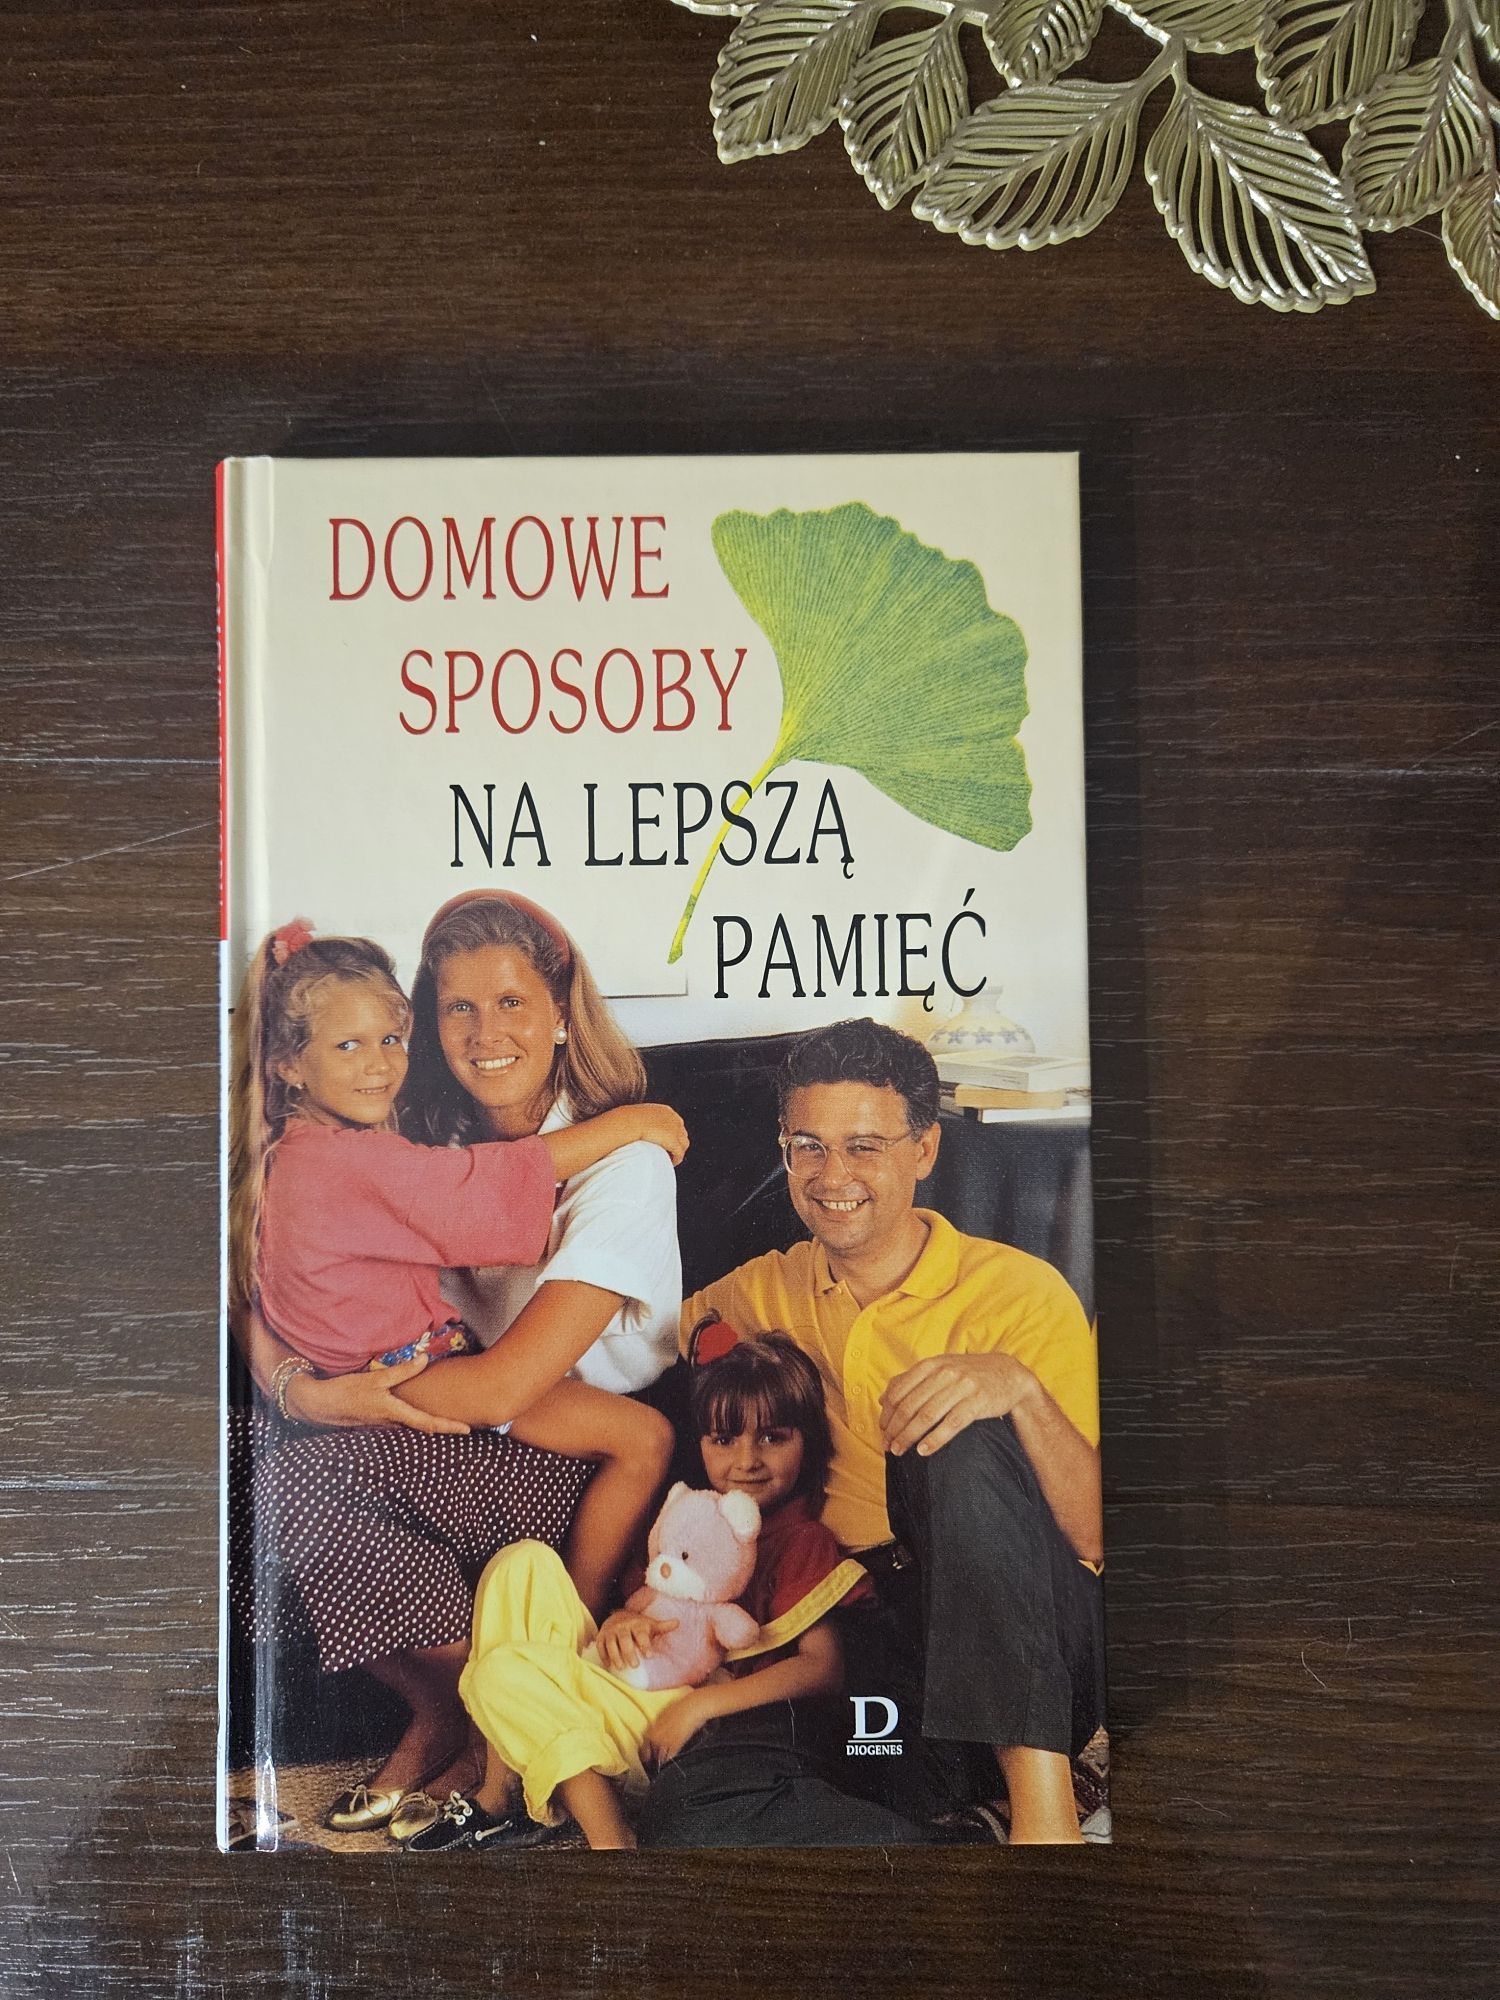 DOMOWE
SPOSOBY
NA LEPSZĄ
PAMIĘĆ
D
DIOGENES